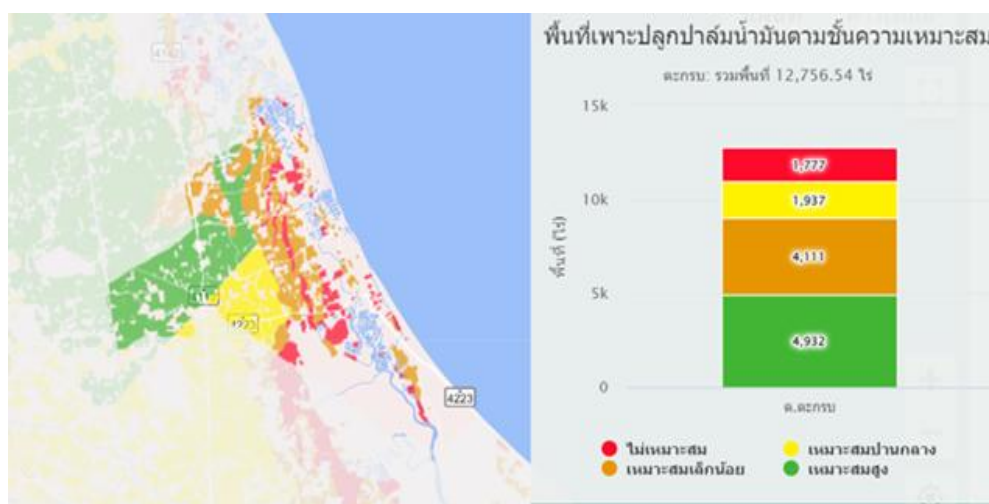 4142
41
4223
4223
พื้นที่เพาะปลูกปาล์มน้ำมันตามชั้นความเหมาะสม
ตะกรบ: รวมพื้นที่ 12,756.54 ไร่
15k
10k
5k
0
พื้นที่ (ไร่)
1,777
1,937
4,111
4,932
ต.ตะกรบ
ไม่เหมาะสม
เหมาะสมปานกลาง
เหมาะสมเล็กน้อย
เหมาะสมสูง